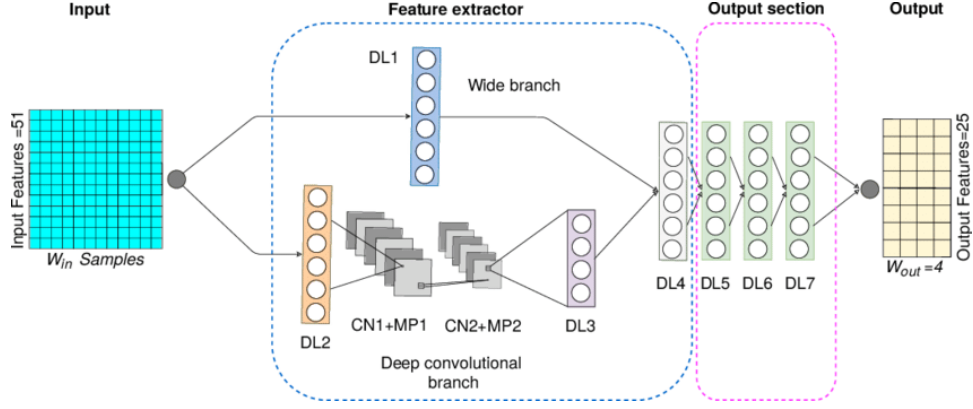 Input
Feature extractor
Output section
Output
DL1
Wide branch
Input Features =51
W_in Samples
DL2
CN1+MP1
CN2+MP2
DL3
Deep convolutional
branch
DL4
DL5
DL6
DL7
W_out =4
Output Features=25